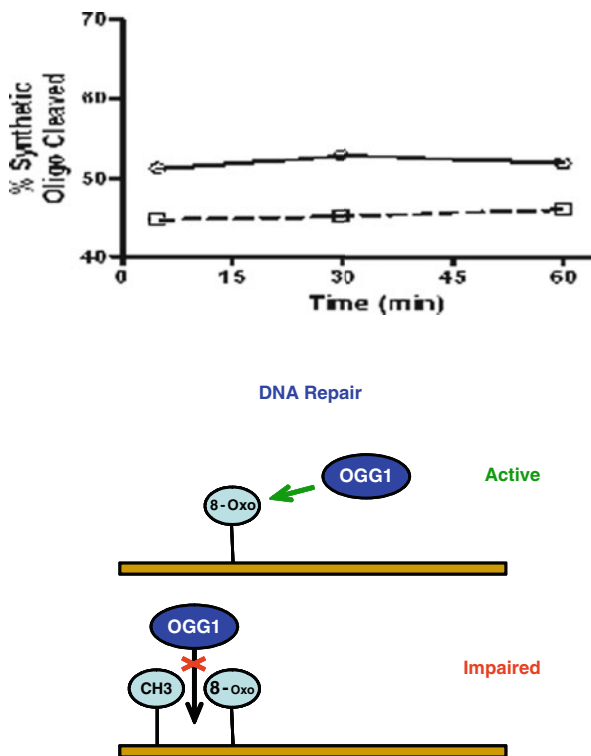 70
60
50
40
% Synthetic
Oligo Cleaved
0 15 30 45 60
Time (min)
DNA Repair
OGG1
Active
8-Oxo
OGG1
Impaired
CH3
8-Oxo